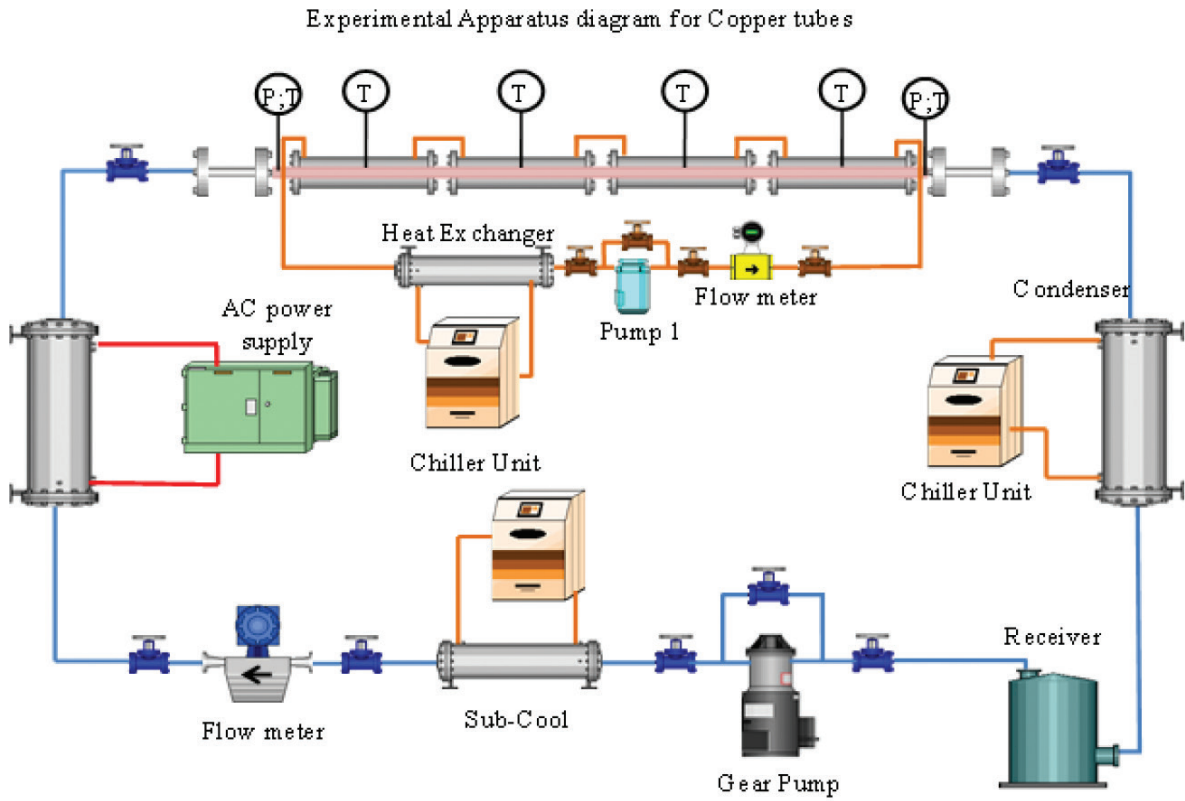 Experimental Apparatus diagram for Copper tubes
P;T
T
T
T
T
P;T
Heat Exchanger
Flow meter
Pump 1
Condenser
AC power
supply
Chiller Unit
Chiller Unit
Receiver
Flow meter
Sub-Cool
Gear Pump